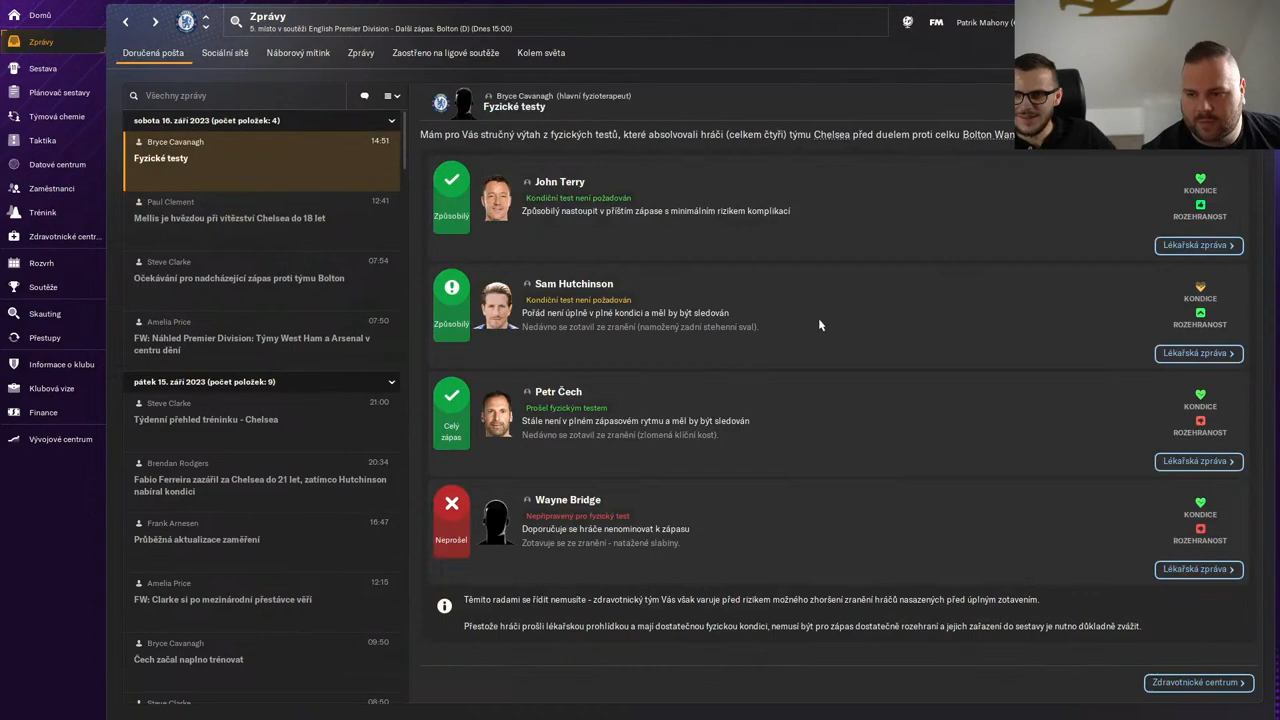 Domů
Zprávy
Sestava
Plánovač sestavy
Týmová chemie
Taktika
Datové centrum
Zaměstnanci
Trénink
Zdravotnické centr...
Rozvrh
Soutěže
Skauting
Přestupy
Informace o klubu
Klubová vize
Finance
Vývojové centrum
Zprávy
5. místo v soutěži English Premier Division - Další zápas: Bolton (D) (Dnes 15:00)
FM
Patrik Mahony
Doručená pošta
Sociální sítě
Náborový mítink
Zprávy
Zaostřeno na ligové soutěže
Kolem světa
Všechny zprávy
sobota 16. září 2023 (počet položek: 4)
Bryce Cavanagh 14:51
Fyzické testy
Paul Clement 12:41
Mellis je hvězdou při vítězství Chelsea do 18 let
Steve Clarke 07:54
Očekávání pro nadcházející zápas proti týmu Bolton
Amelia Price 07:50
FW: Náhled Premier Division: Týmy West Ham a Arsenal v
centru dění
pátek 15. září 2023 (počet položek: 9)
Steve Clarke 21:00
Týdenní přehled tréninku - Chelsea
Brendan Rodgers 20:34
Fabio Ferreira zazářil za Chelsea do 21 let, zatímco Hutchinson
nabíral kondici
Frank Arnesen 16:47
Průběžná aktualizace zaměření
Amelia Price 12:15
FW: Clarke si po mezinárodní přestávce věří
Bryce Cavanagh 09:50
Čech začal naplno trénovat
Steve Clarke 08:50
Bryce Cavanagh (hlavní fyzioterapeut)
Fyzické testy
Mám pro Vás stručný výtah z fyzických testů, které absolvovali hráči (celkem čtyři) týmu Chelsea před duelem proti celku Bolton Wan
Způsobilý
John Terry
Kondiční test není požadován
Způsobilý nastoupit v příštím zápase s minimálním rizikem komplikací
KONDICE
ROZEHRANOST
Lékařská zpráva
Způsobilý
Sam Hutchinson
Kondiční test není požadován
Pořád není úplně v plné kondici a měl by být sledován
Nedávno se zotavil ze zranění (namožený zadní stehenní sval).
KONDICE
ROZEHRANOST
Lékařská zpráva
Celý
zápas
Petr Čech
Prošel fyzickým testem
Stále není v plném zápasovém rytmu a měl by být sledován
Nedávno se zotavil ze zranění (zlomená klíční kost).
KONDICE
ROZEHRANOST
Lékařská zpráva
Neprošel
Wayne Bridge
Nepřipravený pro fyzický test
Doporučuje se hráče nenominovat k zápasu
Zotavuje se ze zranění - natažené slabiny.
KONDICE
ROZEHRANOST
Lékařská zpráva
Těmito radami se řídit nemusíte - zdravotnický tým Vás však varuje před rizikem možného zhoršení zranění hráčů nasazených před úplným zotavením.
Přestože hráči prošli lékařskou prohlídkou a mají dostatečnou fyzickou kondici, nemusí být pro zápas dostatečně rozehraní a jejich zařazení do sestavy je nutno důkladně zvážit.
Zdravotnické centrum